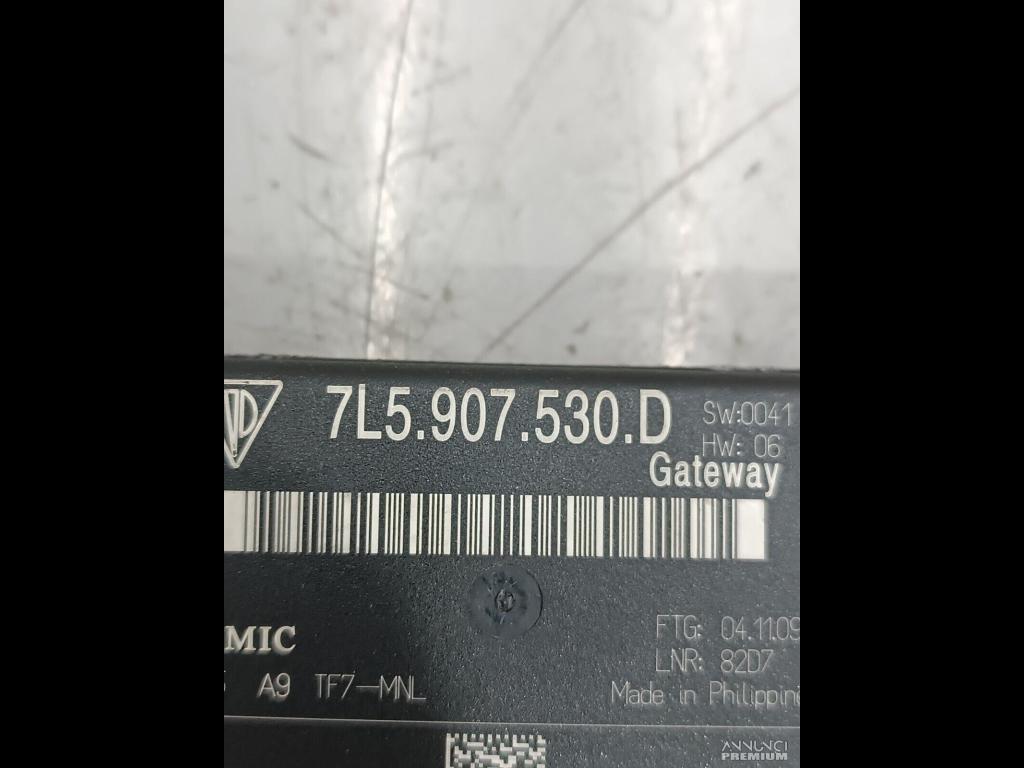 7L5.907.530.D
SW:0041
HW: 06
Gateway
MIC
FTG: 04.11.09
LNR: 82D7
A9 TF7-MNL
Made in Philippine
ANNUNCI
PREMIUM